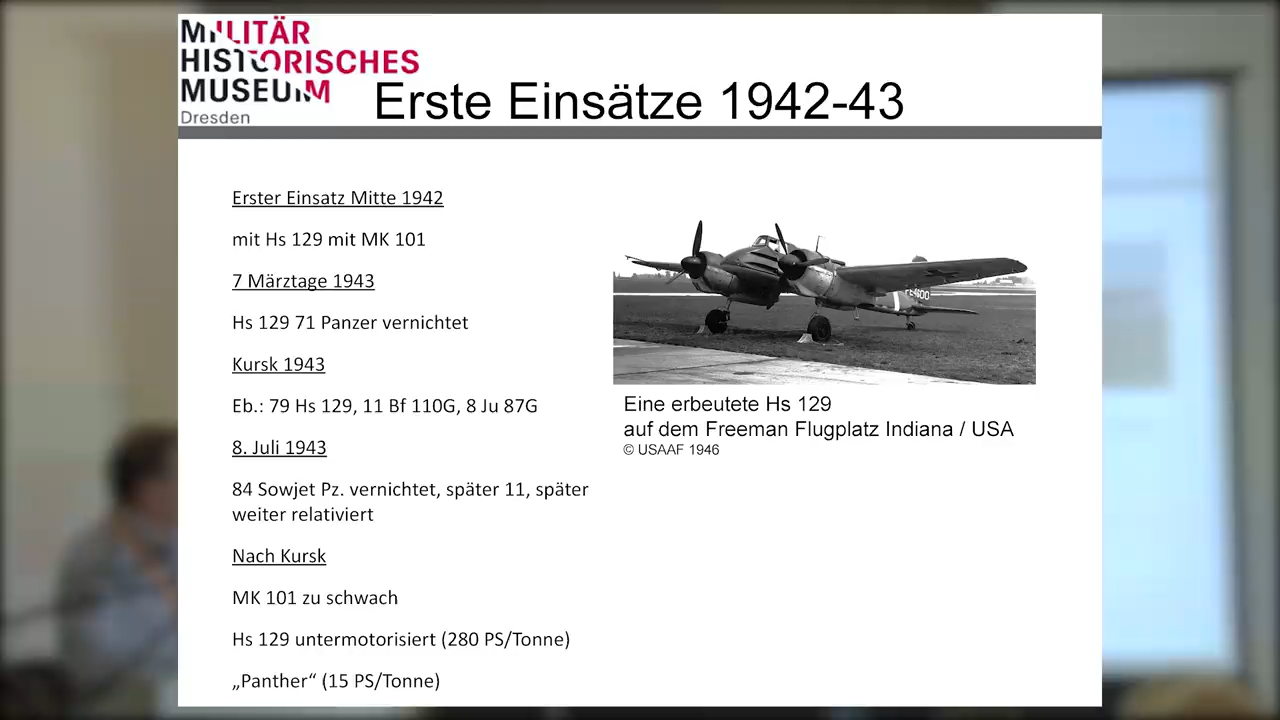 MILITÄR
HISTORISCHES
MUSEUM
Dresden
Erste Einsätze 1942-43
Erster Einsatz Mitte 1942
mit Hs 129 mit MK 101
7 Märztage 1943
Hs 129 71 Panzer vernichtet
Kursk 1943
Eb.: 79 Hs 129, 11 Bf 110G, 8 Ju 87G
8. Juli 1943
84 Sowjet Pz. vernichtet, später 11, später
weiter relativiert
Nach Kursk
MK 101 zu schwach
Hs 129 untermotorisiert (280 PS/Tonne)
„Panther“ (15 PS/Tonne)
Eine erbeutete Hs 129
auf dem Freeman Flugplatz Indiana / USA
© USAAF 1946